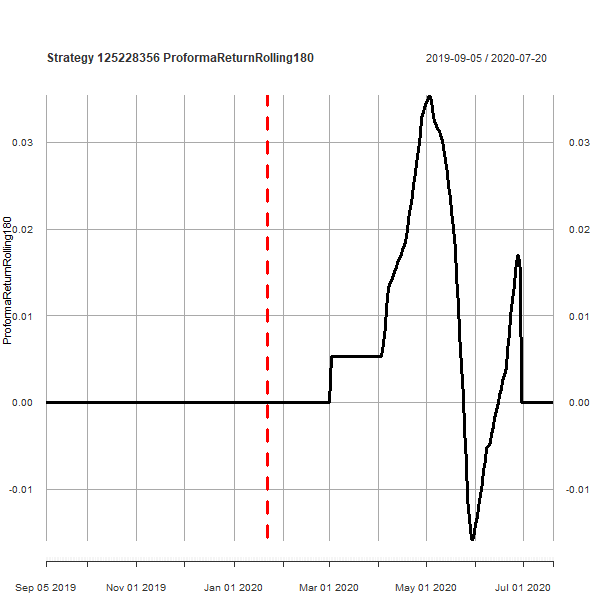 Strategy 125228356 ProformaReturnRolling180
2019-09-05 / 2020-07-20
ProformaReturnRolling180
0.03
0.03
0.02
0.02
0.01
0.01
0.00
0.00
-0.01
-0.01
Sep 05 2019
Nov 01 2019
Jan 01 2020
Mar 01 2020
May 01 2020
Jul 01 2020